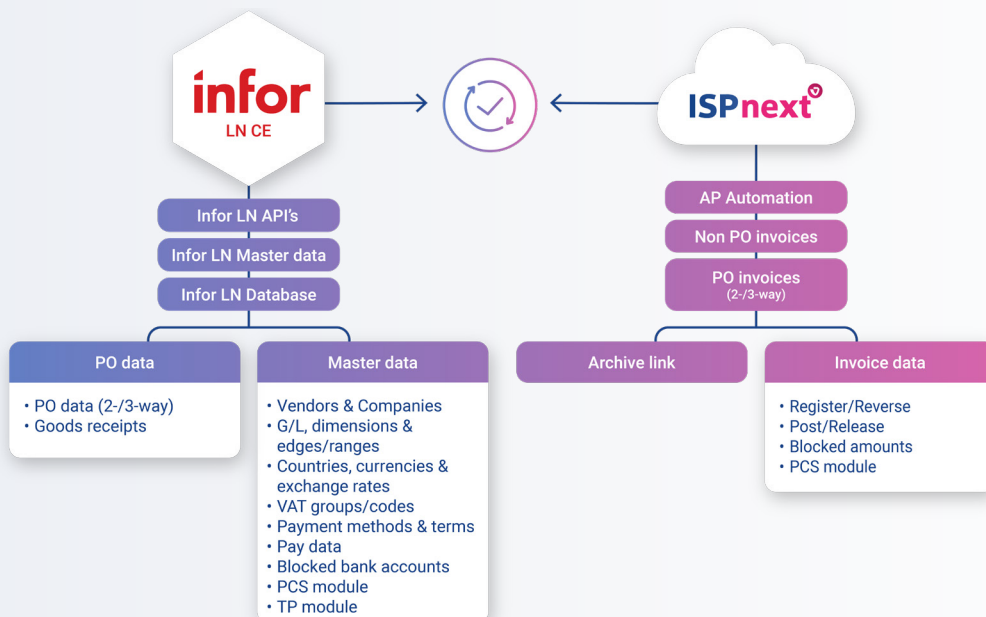 infor
LN CE
ISPnext
Infor LN API's
Infor LN Master data
Infor LN Database
AP Automation
Non PO invoices
PO invoices
(2-/3-way)
PO data
• PO data (2-/3-way)
• Goods receipts
Master data
• Vendors & Companies
• G/L, dimensions &
edges/ranges
• Countries, currencies &
exchange rates
• VAT groups/codes
• Payment methods & terms
• Pay data
• Blocked bank accounts
• PCS module
• TP module
Archive link
Invoice data
• Register/Reverse
• Post/Release
• Blocked amounts
• PCS module